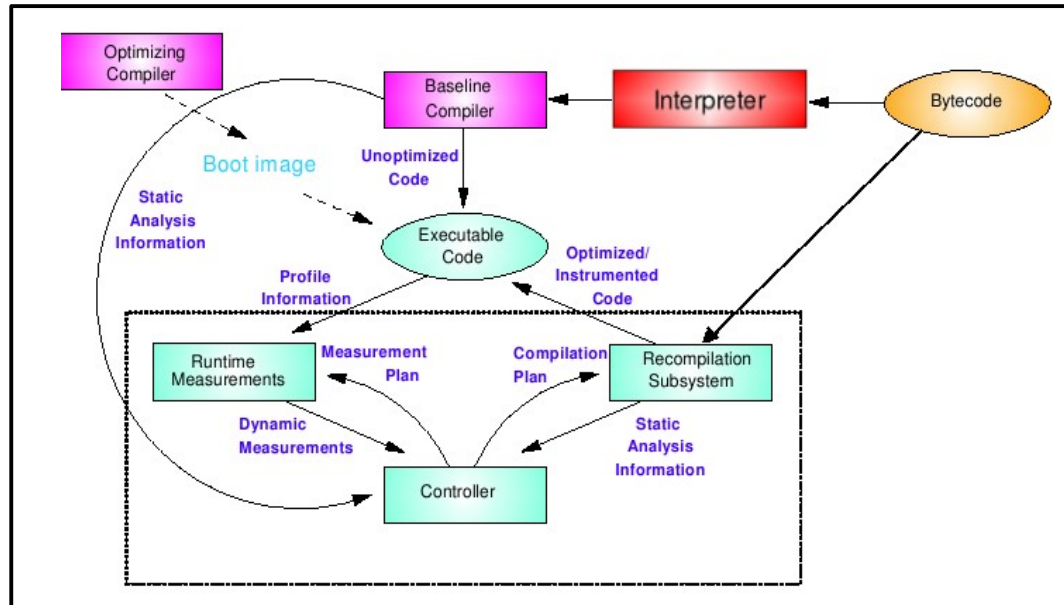 Optimizing
Compiler
Baseline
Compiler
Interpreter
Bytecode
Boot image
Unoptimized
Code
Static
Analysis
Information
Executable
Code
Optimized/
Instrumented
Code
Profile
Information
Runtime
Measurements
Measurement
Plan
Compilation
Plan
Recompilation
Subsystem
Dynamic
Measurements
Static
Analysis
Information
Controller